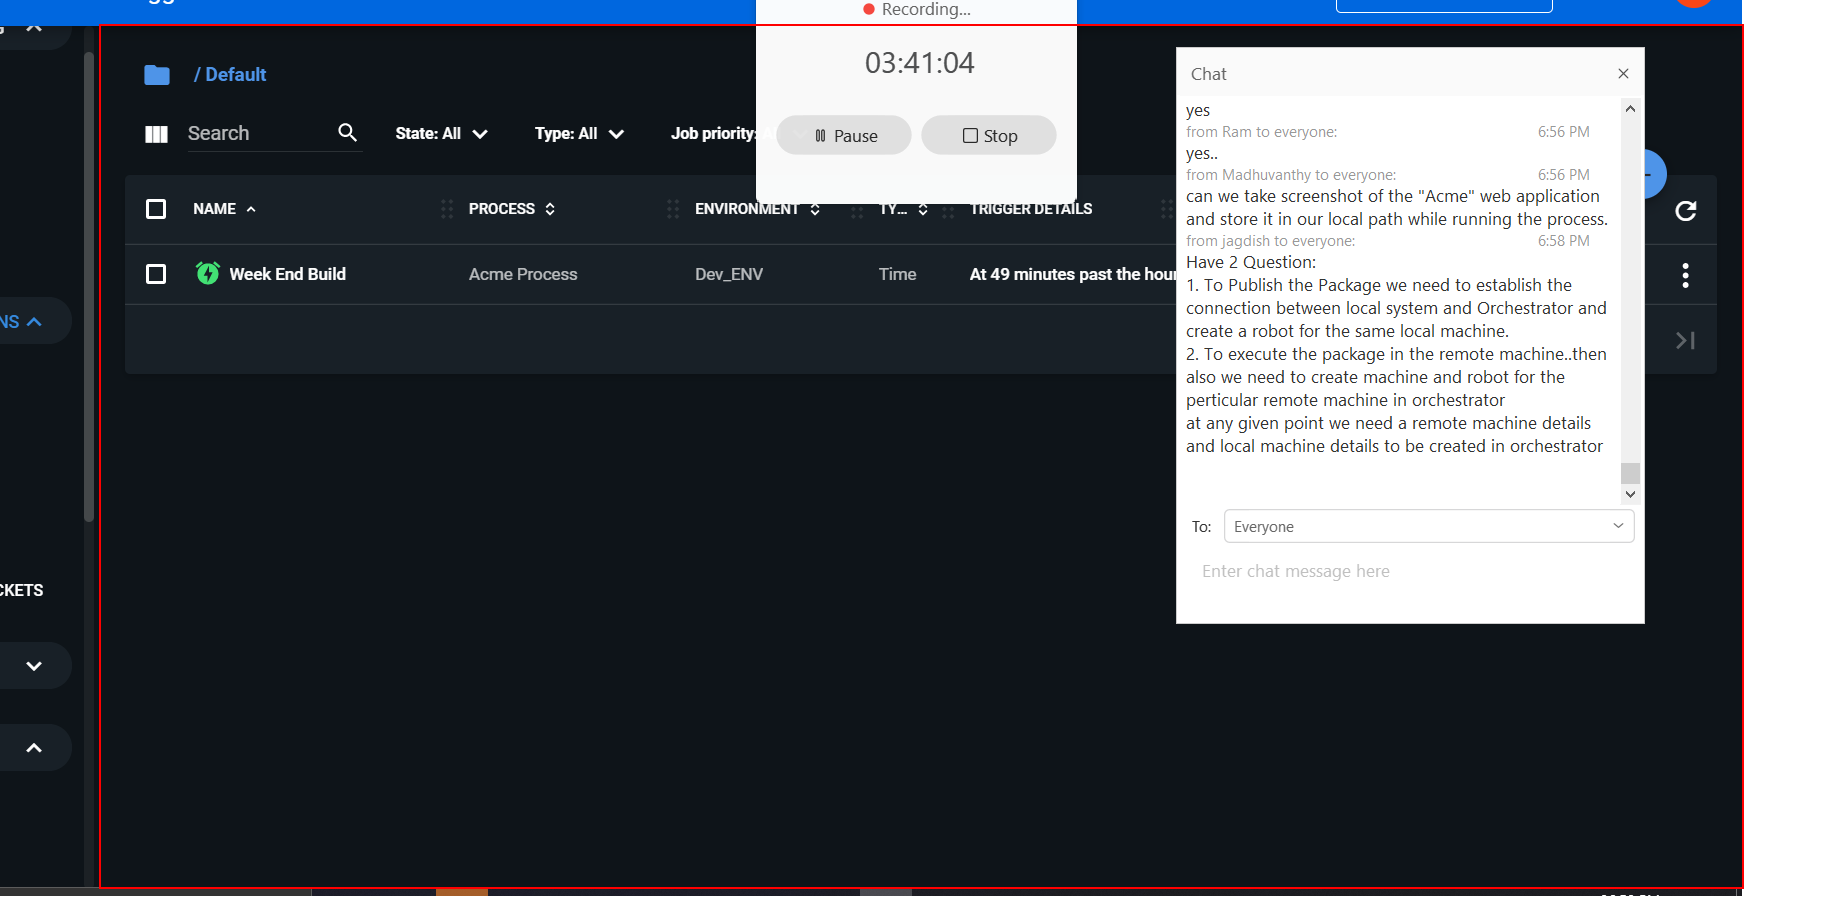 Recording...
03:41:04
Pause
Stop
/ Default
Search
State: All
Type: All
Job priority:
NAME
PROCESS
ENVIRONMENT
TY...
TRIGGER DETAILS
Week End Build
Acme Process
Dev_ENV
Time
At 49 minutes past the hour
NS
CKETS
Chat
yes
from Ram to everyone: 6:56 PM
yes..
from Madhuvanthy to everyone: 6:56 PM
can we take screenshot of the "Acme" web application
and store it in our local path while running the process.
from jagdish to everyone: 6:58 PM
Have 2 Question:
1. To Publish the Package we need to establish the
connection between local system and Orchestrator and
create a robot for the same local machine.
2. To execute the package in the remote machine..then
also we need to create machine and robot for the
perticular remote machine in orchestrator
at any given point we need a remote machine details
and local machine details to be created in orchestrator
To:
Everyone
Enter chat message here